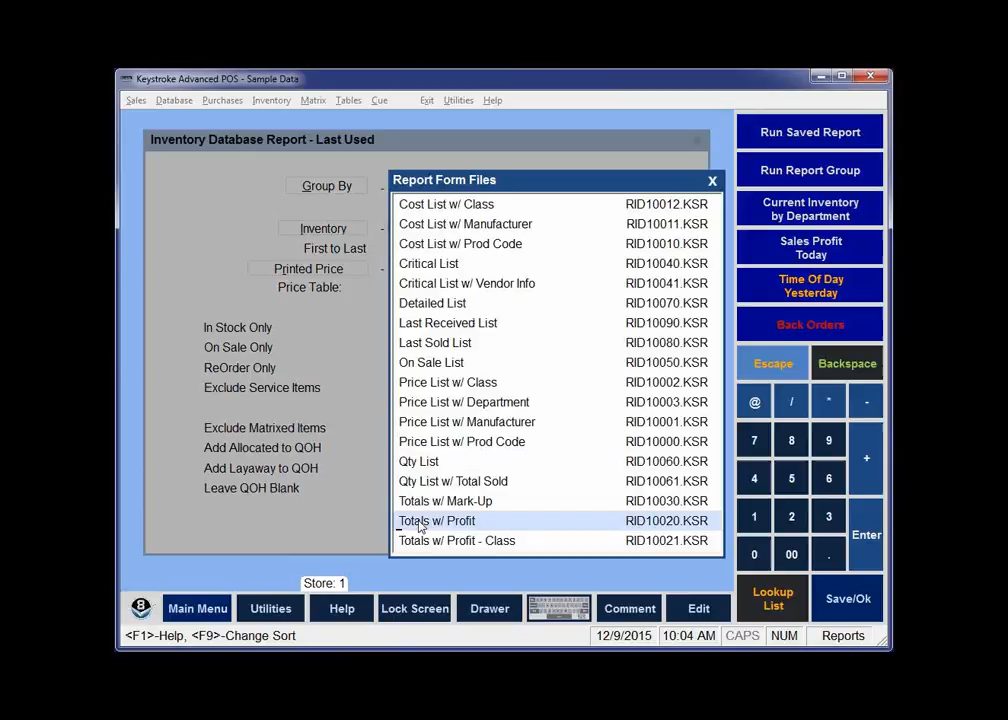 Keystroke Advanced POS - Sample Data
Sales Database Purchases Inventory Matrix Tables Cue Exit Utilities Help
Inventory Database Report - Last Used
Group By
Inventory
First to Last
Printed Price
Price Table:
In Stock Only
On Sale Only
ReOrder Only
Exclude Service Items
Exclude Matrixed Items
Add Allocated to QOH
Add Layaway to QOH
Leave QOH Blank
Report Form Files X
Cost List w/ Class RID10012.KSR
Cost List w/ Manufacturer RID10011.KSR
Cost List w/ Prod Code RID10010.KSR
Critical List RID10040.KSR
Critical List w/ Vendor Info RID10041.KSR
Detailed List RID10070.KSR
Last Received List RID10090.KSR
Last Sold List RID10080.KSR
On Sale List RID10050.KSR
Price List w/ Class RID10002.KSR
Price List w/ Department RID10003.KSR
Price List w/ Manufacturer RID10001.KSR
Price List w/ Prod Code RID10000.KSR
Qty List RID10060.KSR
Qty List w/ Total Sold RID10061.KSR
Totals w/ Mark-Up RID10030.KSR
Totals w/ Profit RID10020.KSR
Totals w/ Profit - Class RID10021.KSR
Run Saved Report
Run Report Group
Current Inventory
by Department
Sales Profit
Today
Time Of Day
Yesterday
Back Orders
Escape Backspace
@ / * -
7 8 9 +
4 5 6
1 2 3 Enter
0 00 .
Lookup
List
Save/Ok
Store: 1
8 Main Menu Utilities Help Lock Screen Drawer Comment Edit
<F1>-Help, <F9>-Change Sort 12/9/2015 10:04 AM CAPS NUM Reports